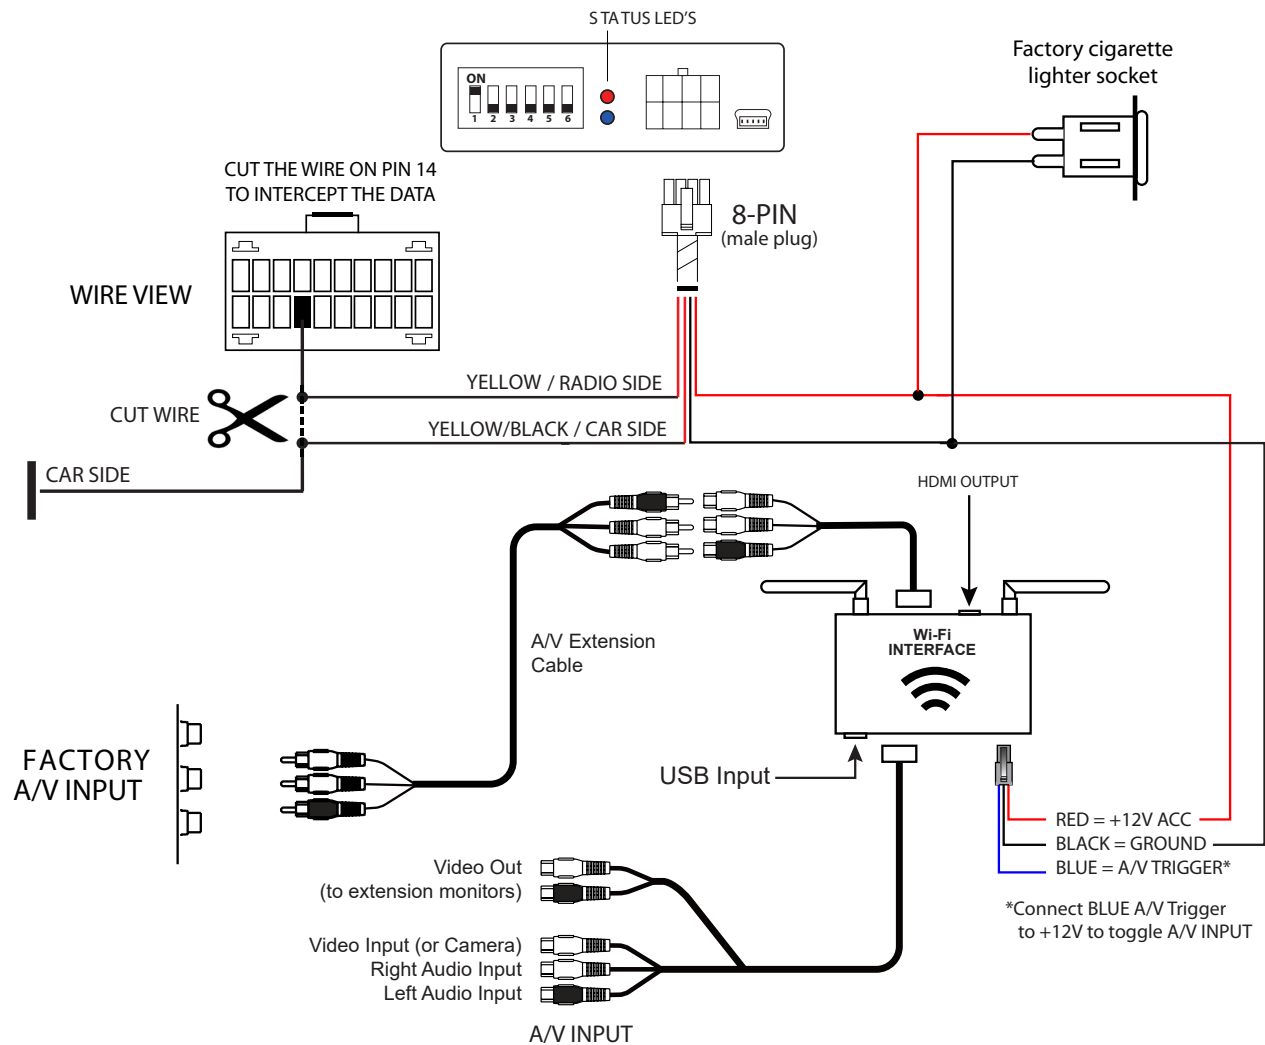 STATUS LED'S
Factory cigarette
lighter socket
ON
1 2 3 4 5 6
CUT THE WIRE ON PIN 14
TO INTERCEPT THE DATA
8-PIN
(male plug)
WIRE VIEW
YELLOW / RADIO SIDE
CUT WIRE
YELLOW/BLACK / CAR SIDE
CAR SIDE
HDMI OUTPUT
A/V Extension
Cable
Wi-Fi
INTERFACE
FACTORY
A/V INPUT
USB Input
RED = +12V ACC
BLACK = GROUND
BLUE = A/V TRIGGER*
*Connect BLUE A/V Trigger
to +12V to toggle A/V INPUT
Video Out
(to extension monitors)
Video Input (or Camera)
Right Audio Input
Left Audio Input
A/V INPUT